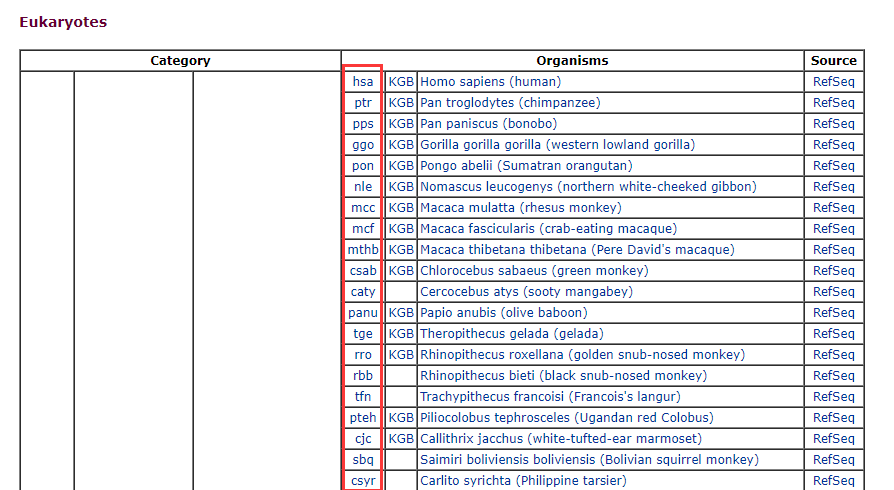 Eukaryotes
Category Organisms Source
hsa KGB Homo sapiens (human) RefSeq
ptr KGB Pan troglodytes (chimpanzee) RefSeq
pps KGB Pan paniscus (bonobo) RefSeq
ggo KGB Gorilla gorilla gorilla (western lowland gorilla) RefSeq
pon KGB Pongo abelii (Sumatran orangutan) RefSeq
nle KGB Nomascus leucogenys (northern white-cheeked gibbon) RefSeq
mcc KGB Macaca mulatta (rhesus monkey) RefSeq
mcf KGB Macaca fascicularis (crab-eating macaque) RefSeq
mthb KGB Macaca thibetana thibetana (Pere David's macaque) RefSeq
csab KGB Chlorocebus sabaeus (green monkey) RefSeq
caty Cercocebus atys (sooty mangabey) RefSeq
panu KGB Papio anubis (olive baboon) RefSeq
tge KGB Theropithecus gelada (gelada) RefSeq
rro KGB Rhinopithecus roxellana (golden snub-nosed monkey) RefSeq
rbb Rhinopithecus bieti (black snub-nosed monkey) RefSeq
tfn Trachypithecus francoisi (Francois's langur) RefSeq
pteh KGB Piliocolobus tephrosceles (Ugandan red Colobus) RefSeq
cjc KGB Callithrix jacchus (white-tufted-ear marmoset) RefSeq
sbq Saimiri boliviensis boliviensis (Bolivian squirrel monkey) RefSeq
csyr Carlito syrichta (Philippine tarsier) RefSeq